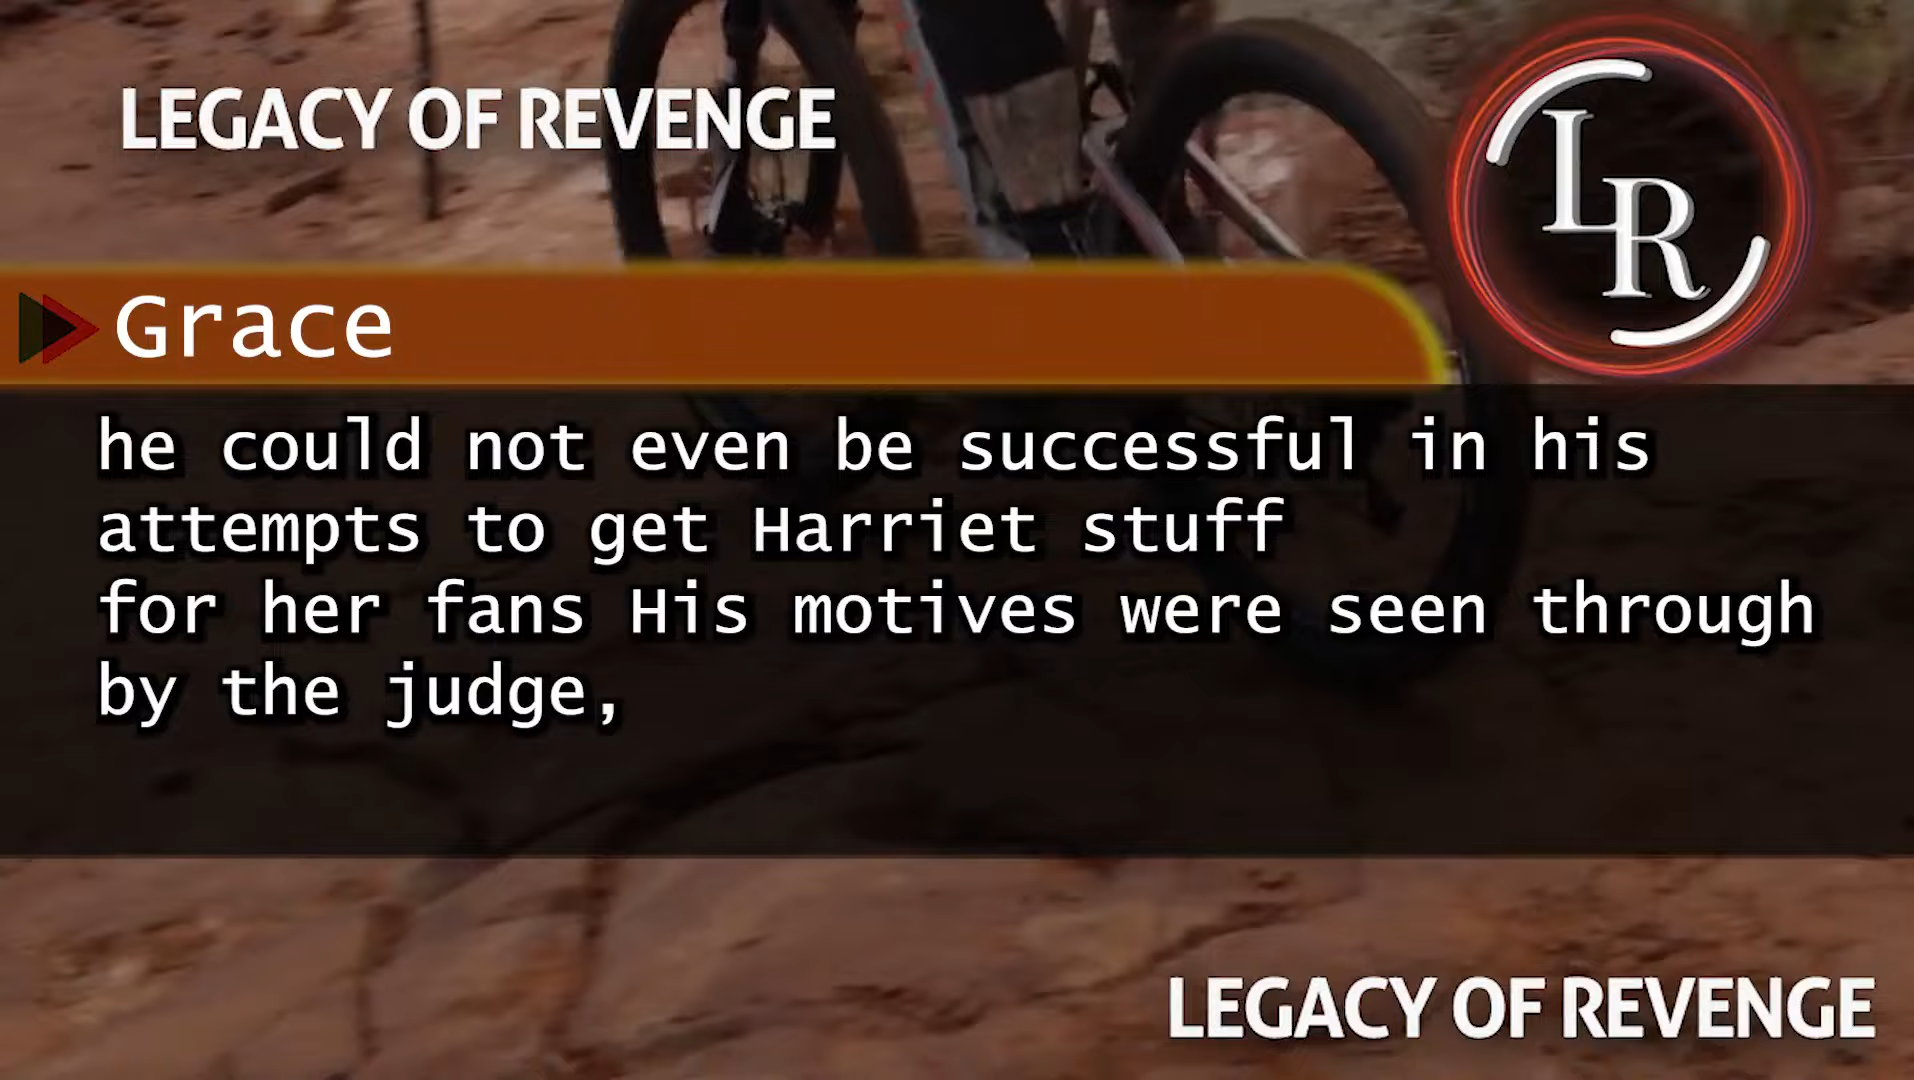 LEGACY OF REVENGE
LR
Grace
he could not even be successful in his
attempts to get Harriet stuff
for her fans His motives were seen through
by the judge,
LEGACY OF REVENGE